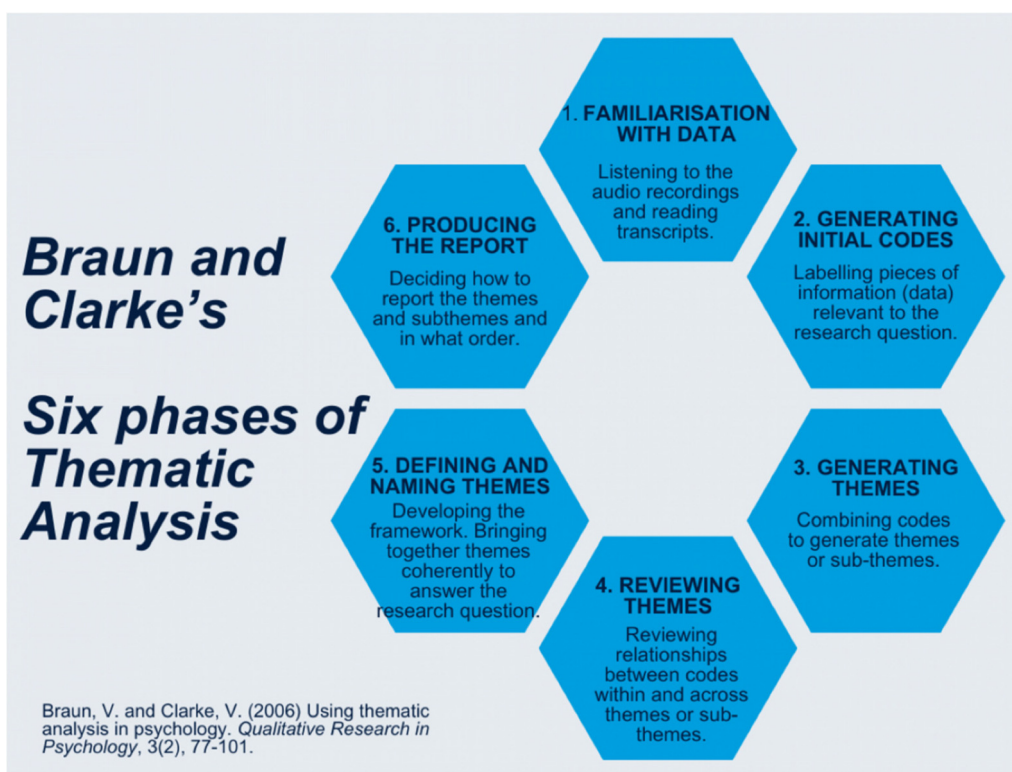 Braun and
Clarke’s
Six phases of
Thematic
Analysis
1. FAMILIARISATION
WITH DATA
Listening to the
audio recordings
and reading
transcripts.
2. GENERATING
INITIAL CODES
Labelling pieces of
information (data)
relevant to the
research question.
3. GENERATING
THEMES
Combining codes
to generate themes
or sub-themes.
4. REVIEWING
THEMES
Reviewing
relationships
between codes
within and across
themes or sub-
themes.
5. DEFINING AND
NAMING THEMES
Developing the
framework. Bringing
together themes
coherently to
answer the
research question.
6. PRODUCING
THE REPORT
Deciding how to
report the themes
and subthemes and
in what order.
Braun, V. and Clarke, V. (2006) Using thematic
analysis in psychology. Qualitative Research in
Psychology, 3(2), 77-101.